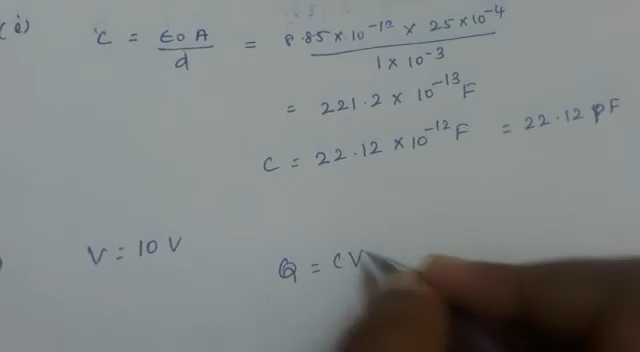 (i) C = ε0 A / d = 8.85 × 10^-12 × 25 × 10^-4 / 1 × 10^-3
= 221.2 × 10^-13 F
C = 22.12 × 10^-12 F = 22.12 pF
V = 10 V Q = CV